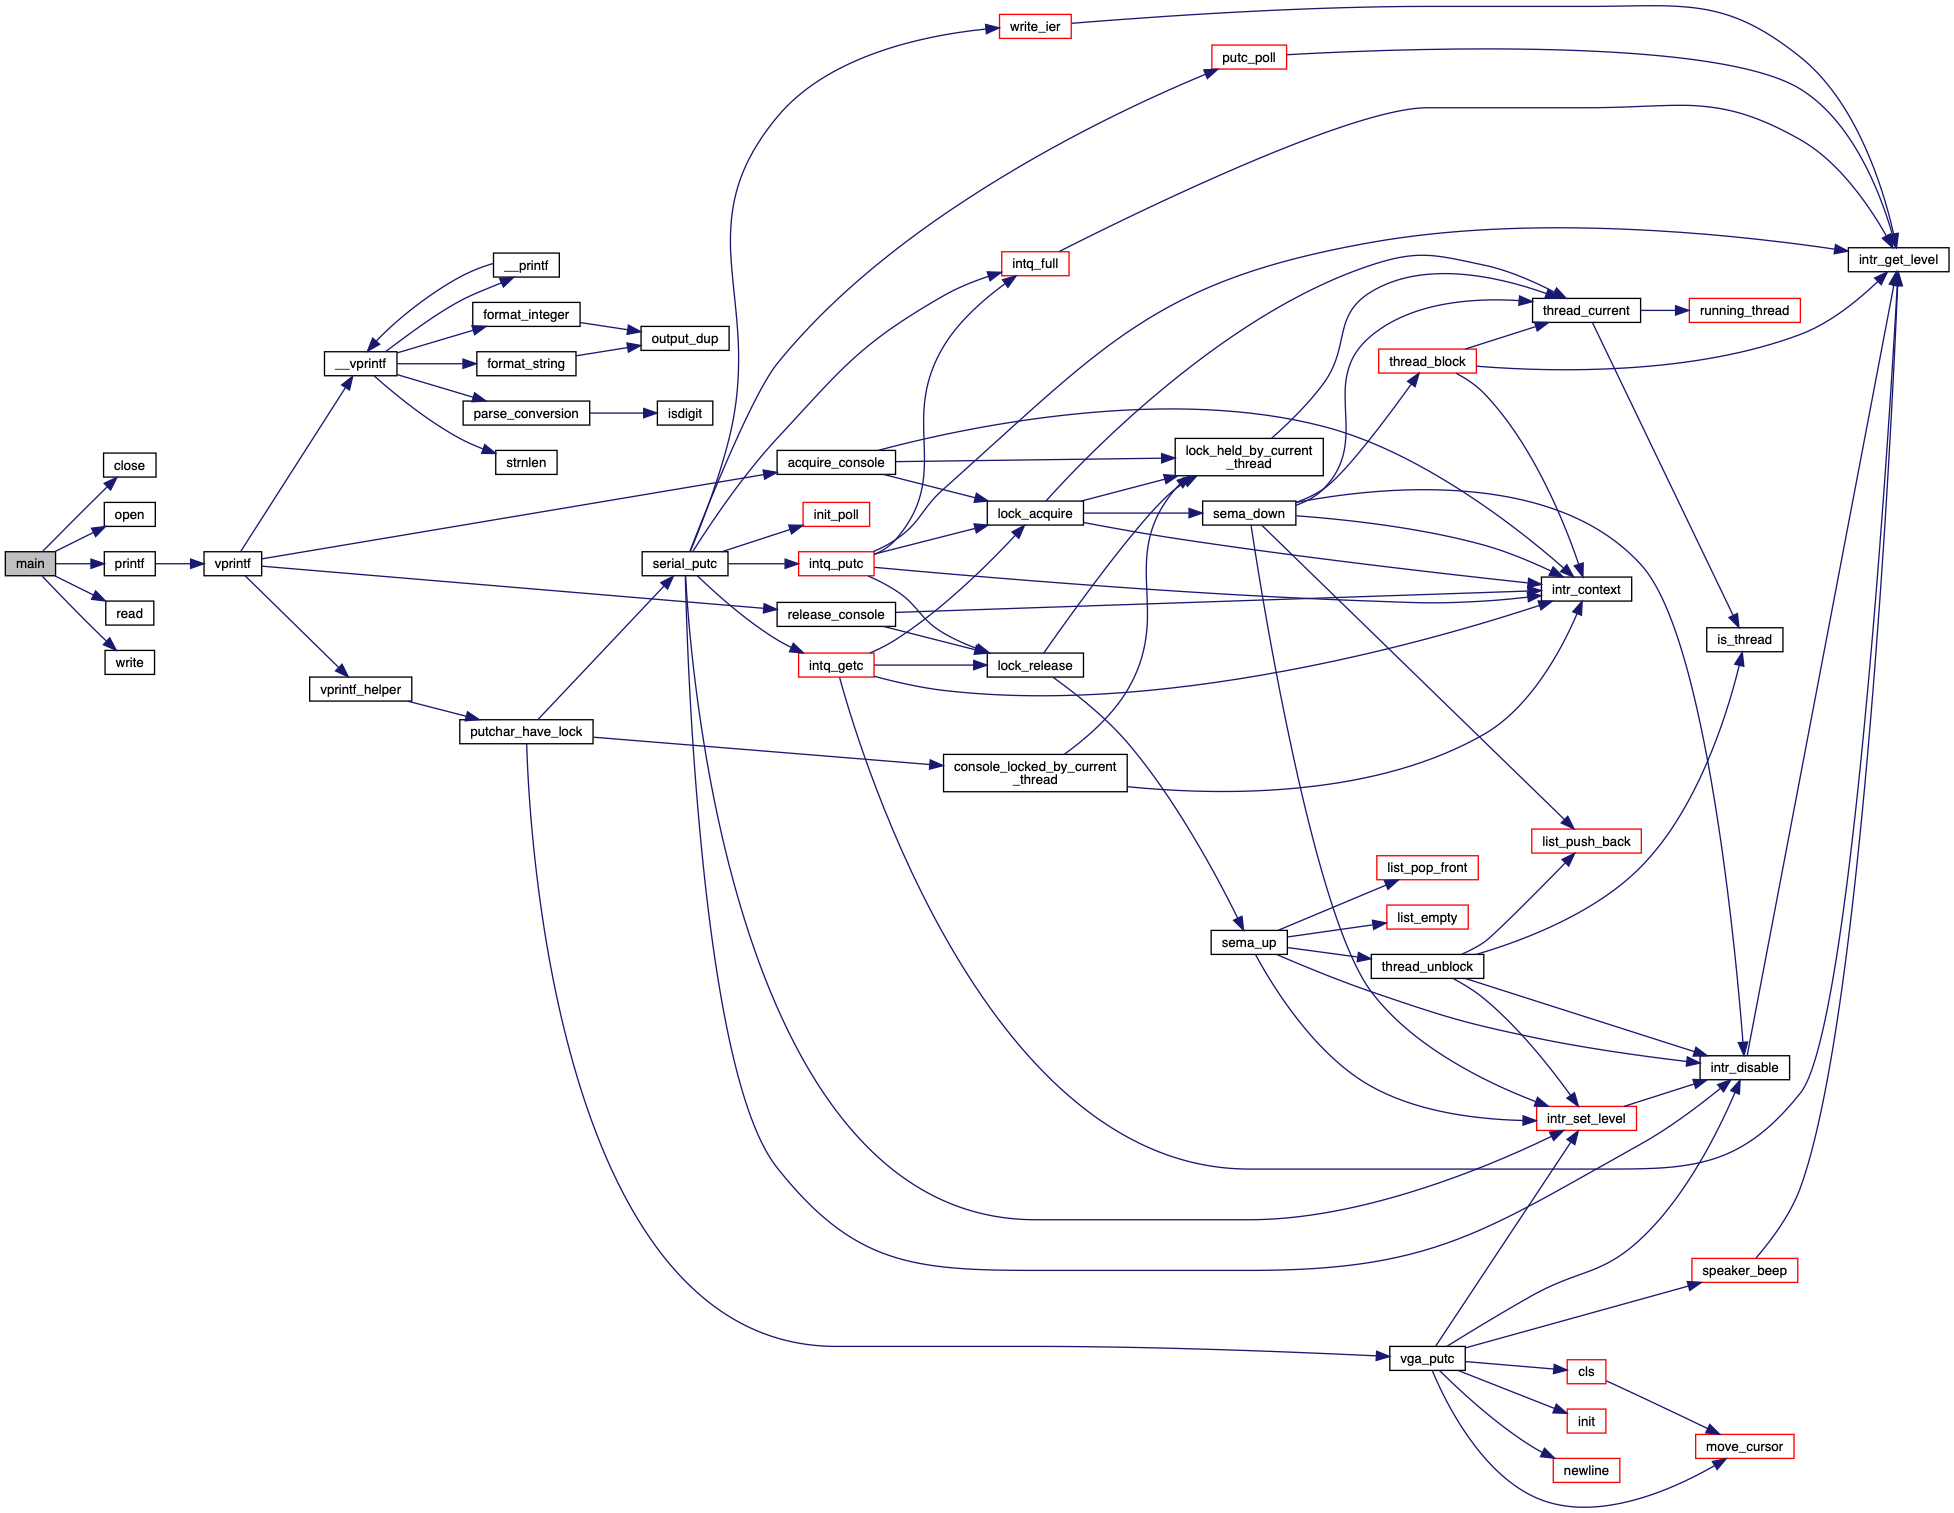 write_ier
putc_poll
intq_full
intr_get_level
__printf
format_integer
thread_current
running_thread
output_dup
__vprintf
format_string
thread_block
parse_conversion
isdigit
close
strnlen
acquire_console
lock_held_by_current
_thread
open
init_poll
lock_acquire
sema_down
main
printf
vprintf
serial_putc
intq_putc
intr_context
read
release_console
is_thread
write
intq_getc
lock_release
vprintf_helper
putchar_have_lock
console_locked_by_current
_thread
list_push_back
list_pop_front
list_empty
sema_up
thread_unblock
intr_disable
intr_set_level
speaker_beep
vga_putc
cls
init
move_cursor
newline